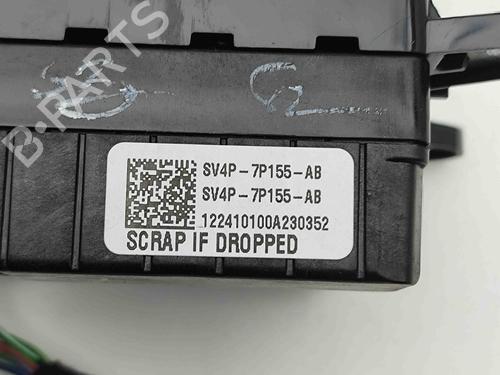 B-PARTS
SV4P-7P155-AB
SV4P-7P155-AB
122410100A230352
SCRAP IF DROPPED